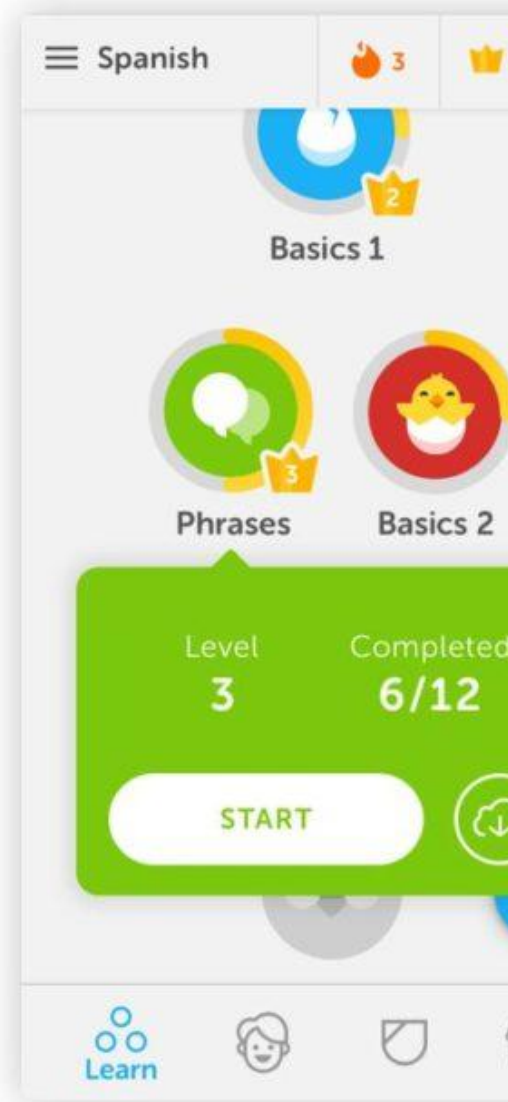 Spanish 3
2
Basics 1
3
Phrases Basics 2
Level Completed
3 6/12
START
Learn